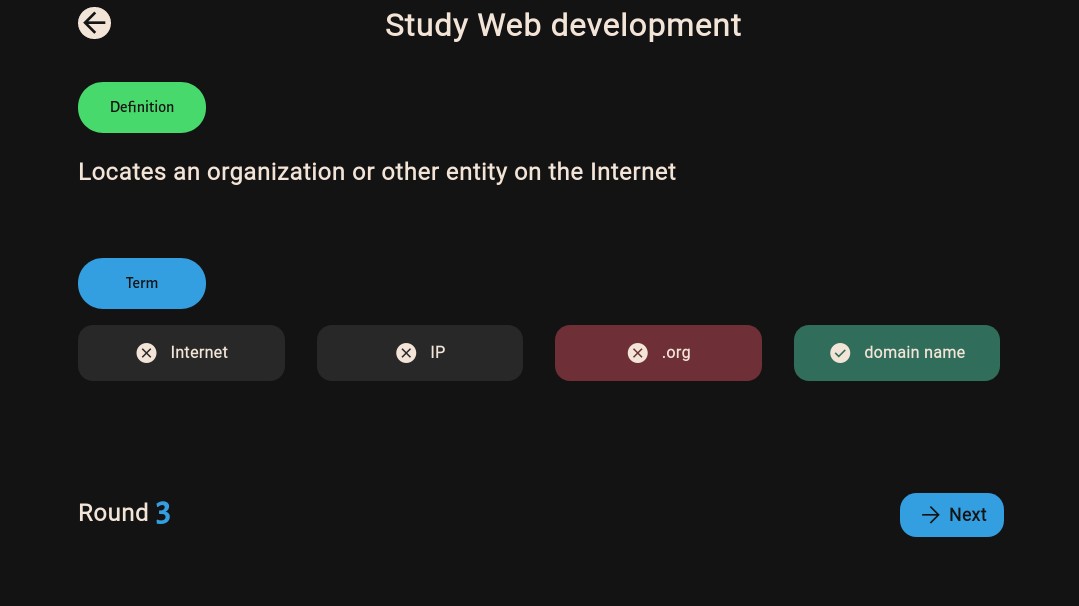 Study Web development
Definition
Locates an organization or other entity on the Internet
Term
Internet
IP
.org
domain name
Round 3
Next